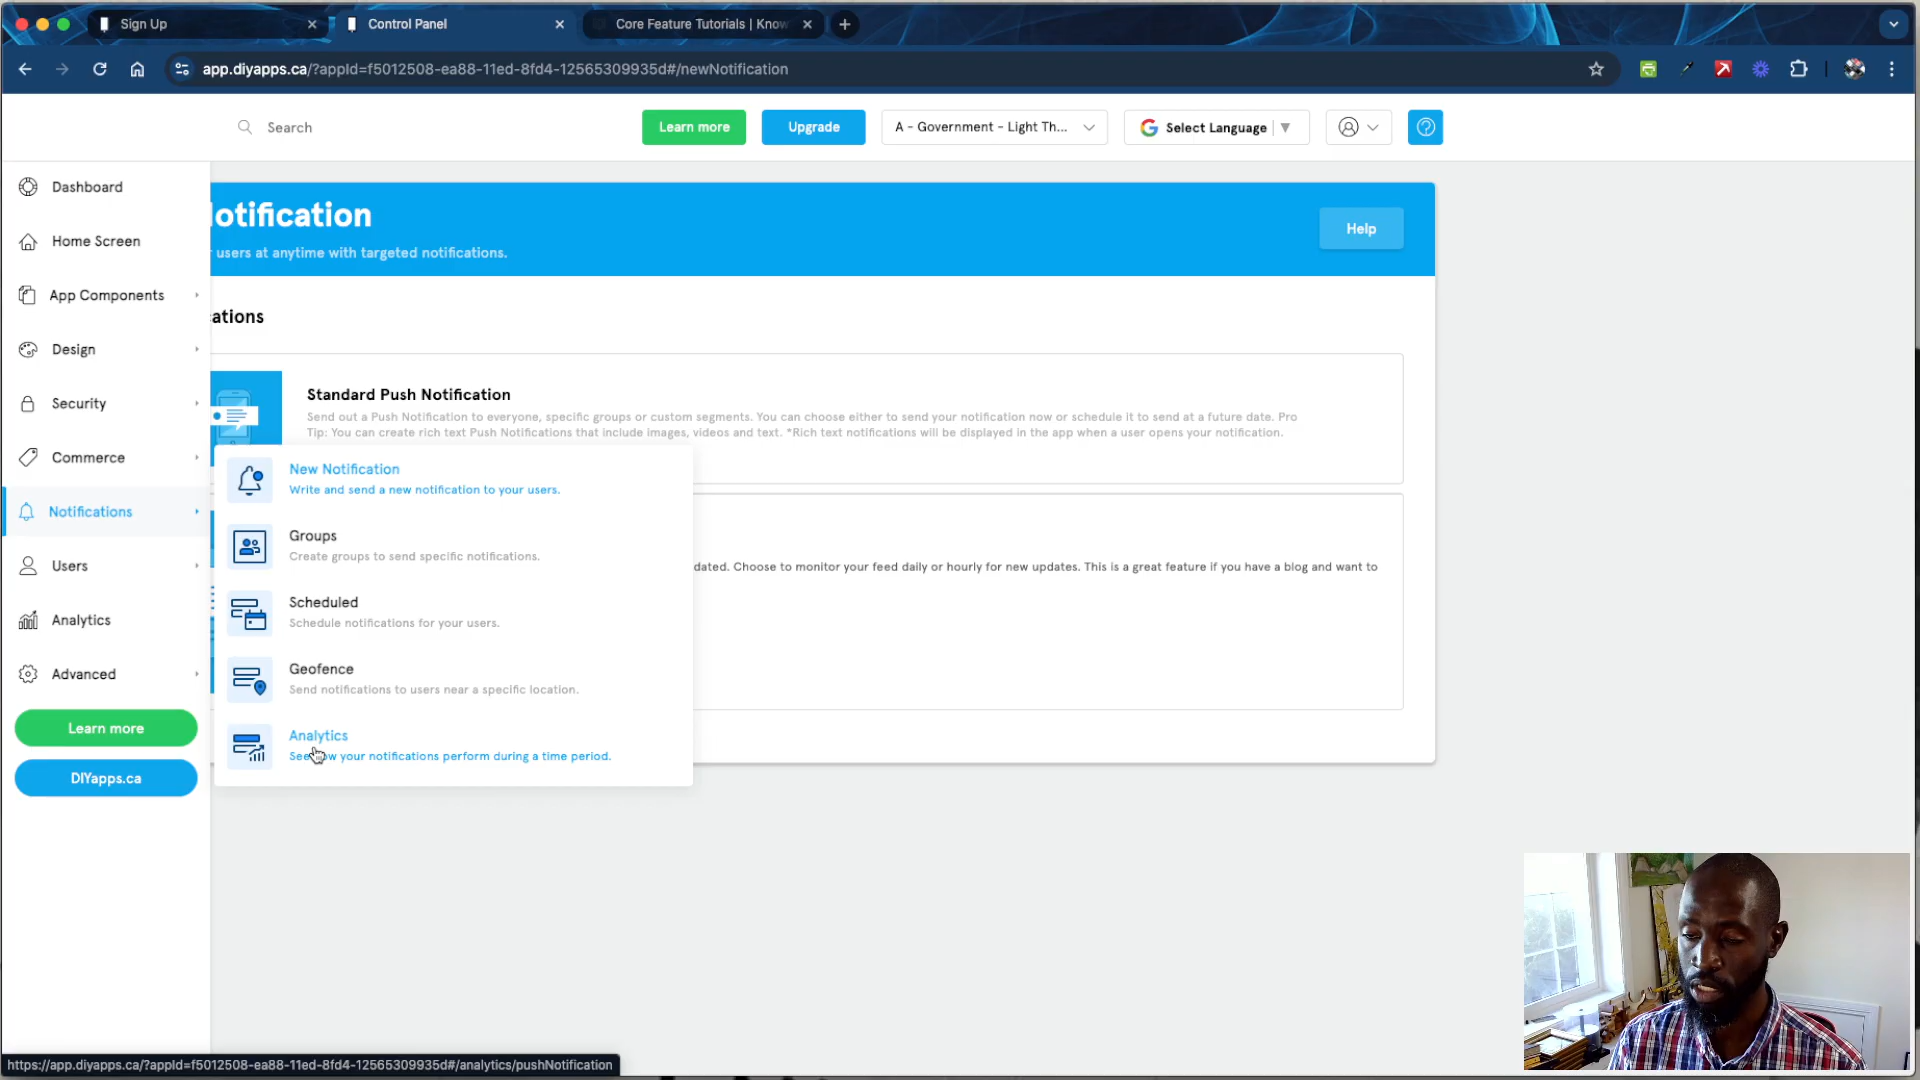 Sign Up
Control Panel
Core Feature Tutorials | Know
app.diyapps.ca/?appId=f5012508-ea88-11ed-8fd4-12565309935d#/newNotification
Search
Learn more
Upgrade
A - Government - Light Th...
Select Language
Dashboard
Home Screen
App Components
Design
Security
Commerce
Notifications
Users
Analytics
Advanced
Learn more
DIYapps.ca
otification
users at anytime with targeted notifications.
Help
ations
Standard Push Notification
Send out a Push Notification to everyone, specific groups or custom segments. You can choose either to send your notification now or schedule it to send at a future date. Pro
Tip: You can create rich text Push Notifications that include images, videos and text. *Rich text notifications will be displayed in the app when a user opens your notification.
New Notification
Write and send a new notification to your users.
Groups
Create groups to send specific notifications.
dated. Choose to monitor your feed daily or hourly for new updates. This is a great feature if you have a blog and want to
Scheduled
Schedule notifications for your users.
Geofence
Send notifications to users near a specific location.
Analytics
See your notifications perform during a time period.
https://app.diyapps.ca/?appId=f5012508-ea88-11ed-8fd4-12565309935d#/analytics/pushNotification